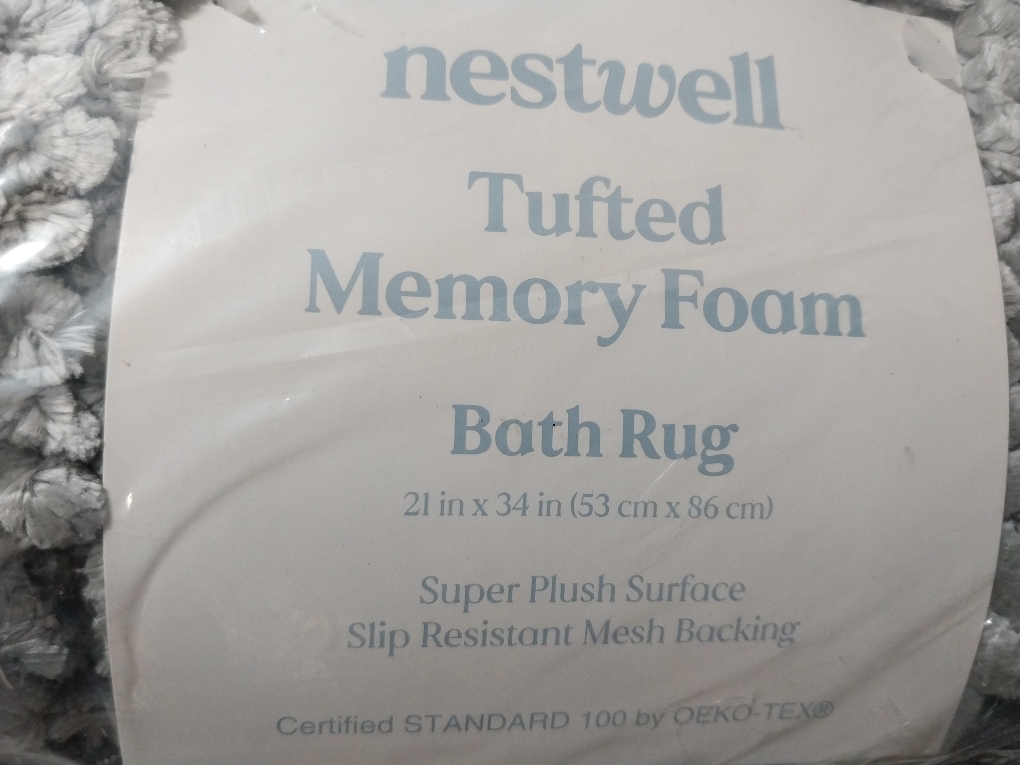 nestwell
Tufted
Memory Foam
Bath Rug
21 in x 34 in (53 cm x 86 cm)
Super Plush Surface
Slip Resistant Mesh Backing
Certified STANDARD 100 by OEKO-TEX®